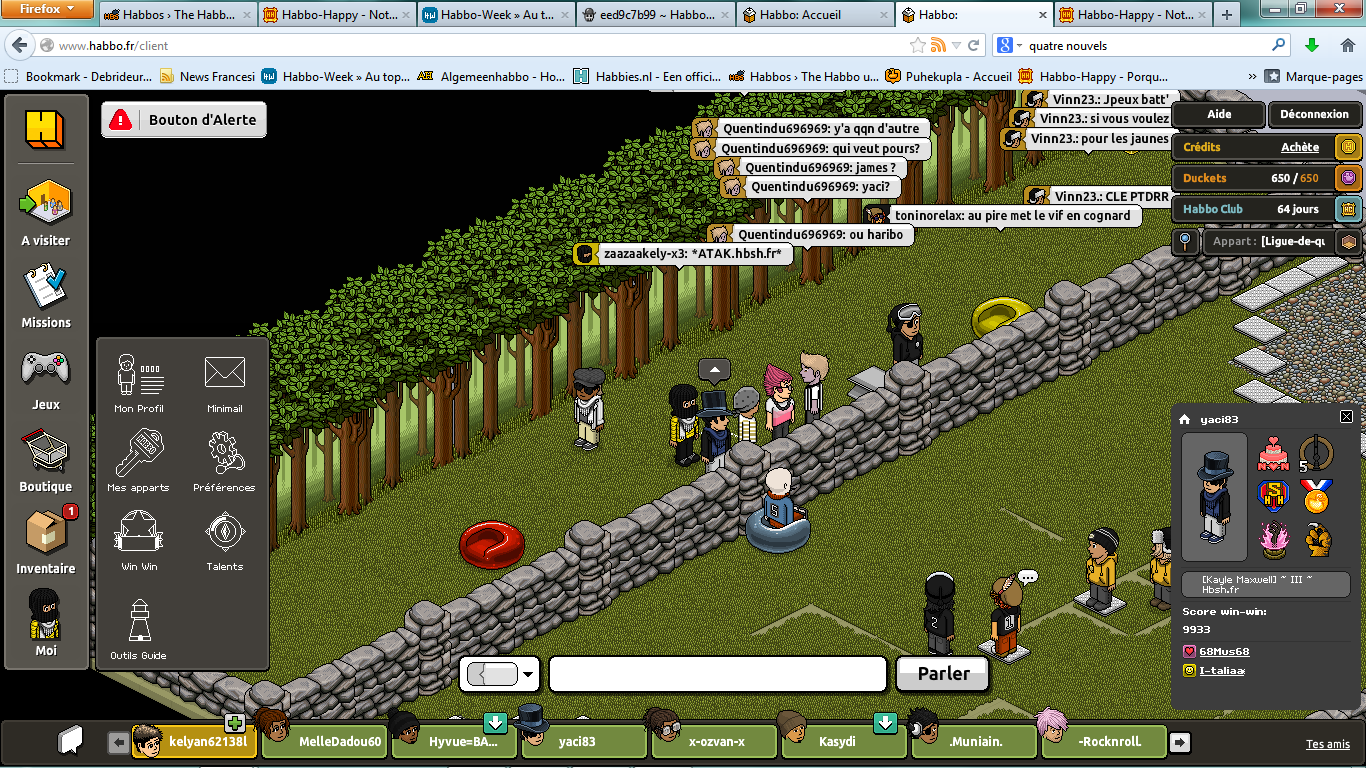 Firefox
Habbos › The Habb...
Habbo-Happy - Not...
Habbo-Week » Au t...
eed9c7b99 ~ Habbo...
Habbo: Accueil
Habbo:
Habbo-Happy - Not...
www.habbo.fr/client
quatre nouvels
Bookmark - Debrideur...
News Francesi
Habbo-Week » Au top...
Algemeenhabbo - Ho...
Habbies.nl - Een offici...
Habbos › The Habbo u...
Puhekupla - Accueil
Habbo-Happy - Porqu...
»
Marque-pages
Bouton d'Alerte
Vinn23.: Jpeux batt'
Vinn23.: si vous voulez
Quentindu696969: y'a qqn d'autre
Vinn23.: pour les jaunes
Quentindu696969: qui veut pours?
Quentindu696969: james ?
Quentindu696969: yaci?
Vinn23.: CLE PTDRR
toninorelax: au pire met le vif en cognard
Quentindu696969: ou haribo
zaazaakely-x3: *ATAK.hbsh.fr*
Aide
Déconnexion
Crédits
Achète
Duckets
650 / 650
Habbo Club
64 jours
Appart : [Ligue-de-qu
A visiter
Missions
Jeux
Boutique
1
Inventaire
Moi
Mon Profil
Minimail
Mes apparts
Préférences
Win Win
Talents
Outils Guide
yaci83
5
[Kayle Maxwell] ~ III ~
Hbsh.fr
Score win-win:
9933
68Mus68
I-taliaa
Parler
kelyan62138l
MelleDadou60
Hyvue=BA...
yaci83
x-ozvan-x
Kasydi
.Muniain.
-Rocknroll.
Tes amis